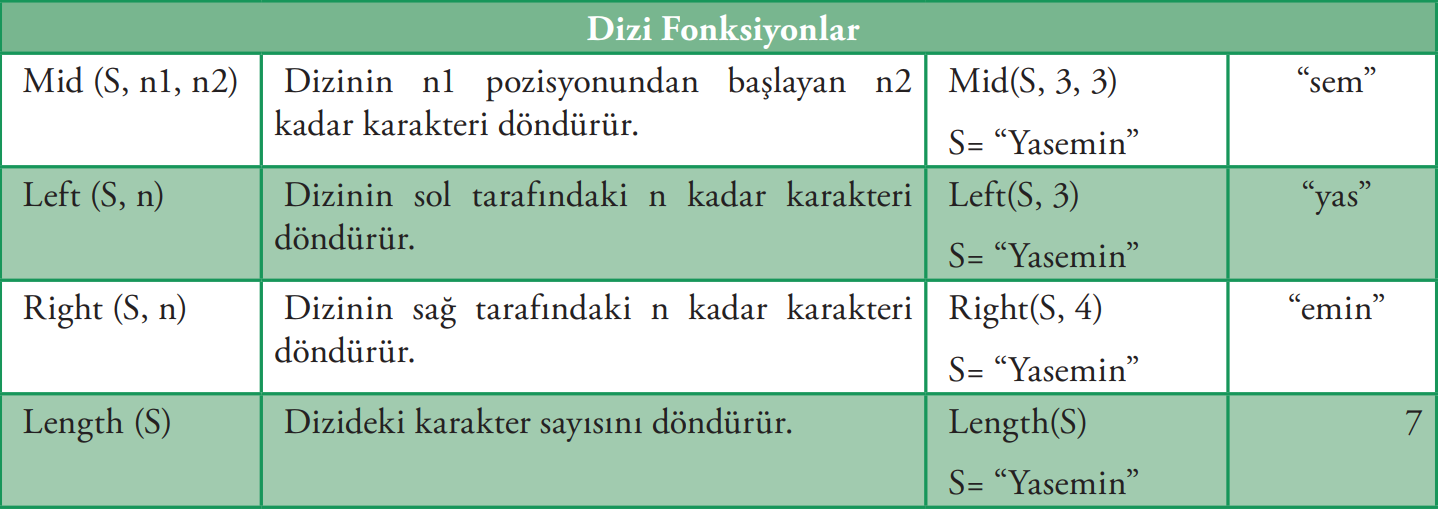 Dizi Fonksiyonlar
Mid (S, n1, n2)
Dizinin n1 pozisyonundan başlayan n2
kadar karakteri döndürür.
Mid(S, 3, 3)
S= “Yasemin”
“sem”
Left (S, n)
Dizinin sol tarafındaki n kadar karakteri
döndürür.
Left(S, 3)
S= “Yasemin”
“yas”
Right (S, n)
Dizinin sağ tarafındaki n kadar karakteri
döndürür.
Right(S, 4)
S= “Yasemin”
“emin”
Length (S)
Dizideki karakter sayısını döndürür.
Length(S)
S= “Yasemin”
7